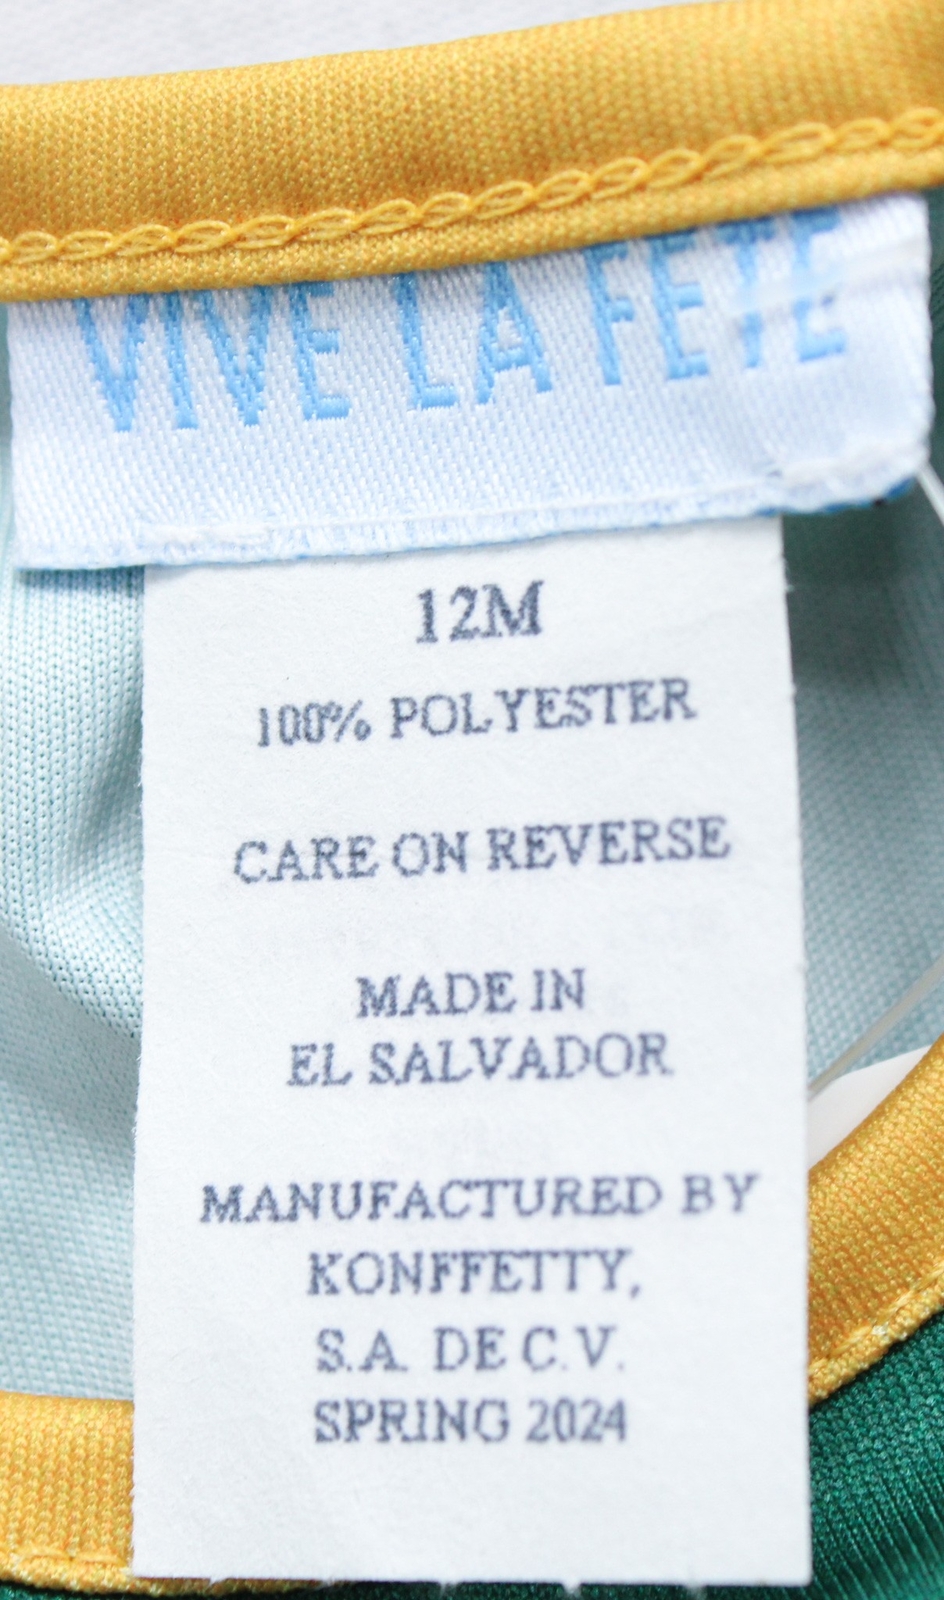 VIVE LA FETE
12M
100% POLYESTER
CARE ON REVERSE
MADE IN
EL SALVADOR
MANUFACTURED BY
KONFFETTY,
S.A. DE C.V.
SPRING 2024